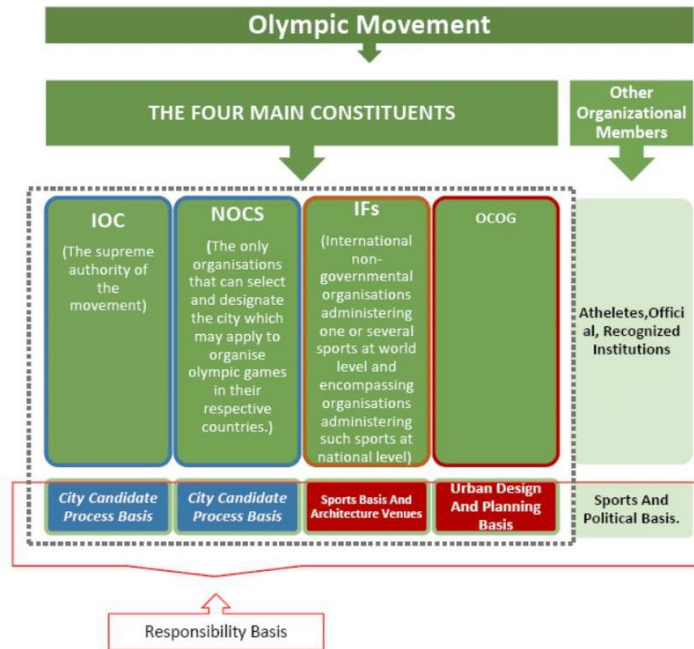 Olympic Movement
THE FOUR MAIN CONSTITUENTS
Other
Organizational
Members
IOC
(The supreme
authority of
the
movement)
NOCS
(The only
organisations
that can select
and designate
the city which
may apply to
organise
olympic games
in their
respective
countries.)
IFs
(International
non-
governmental
organisations
administering
one or several
sports at world
level and
encompassing
organisations
administering
such sports at
national level)
OCOG
Atheletes,Offici
al, Recognized
Institutions
City Candidate
Process Basis
City Candidate
Process Basis
Sports Basis And
Architecture Venues
Urban Design
And Planning
Basis
Sports And
Political Basis.
Responsibility Basis